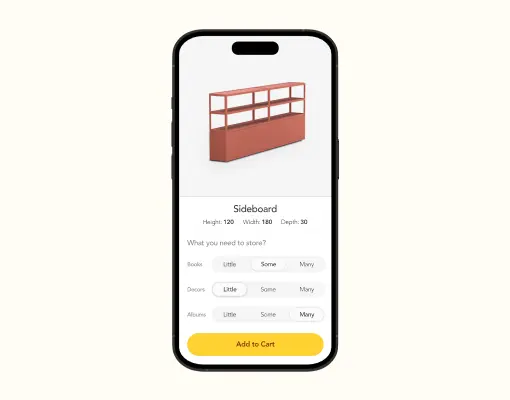 Sideboard
Height: 120 Width: 180 Depth: 30
What you need to store?
Books Little Some Many
Decors Little Some Many
Albums Little Some Many
Add to Cart